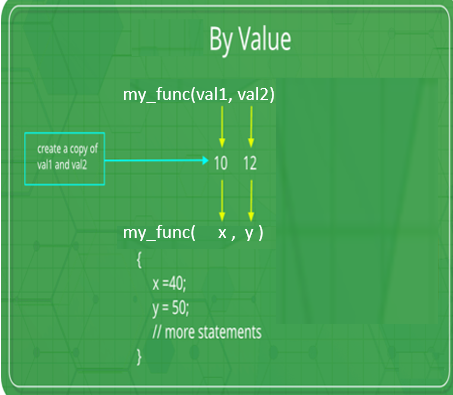 By Value
my_func(val1, val2)
create a copy of
val1 and val2
10 12
my_func( x , y )
{
x =40;
y = 50;
// more statements
}